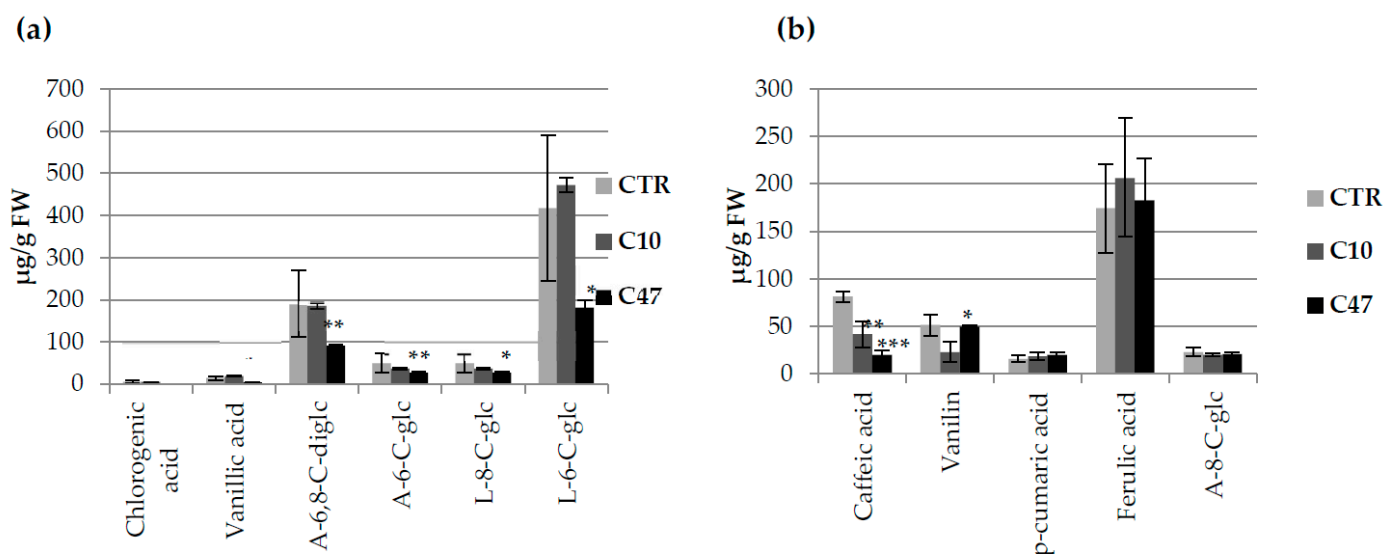 (a)
700
600
500
400
300
200
100
0
µg/g FW
**
**
*
*
Chlorogenic
acid
Vanillic acid
A-6,8-C-diglc
A-6-C-glc
L-8-C-glc
L-6-C-glc
CTR
C10
C47
(b)
300
250
200
150
100
50
0
µg/g FW
**
***
*
Caffeic acid
Vanilin
p-cumaric acid
Ferulic acid
A-8-C-glc
CTR
C10
C47